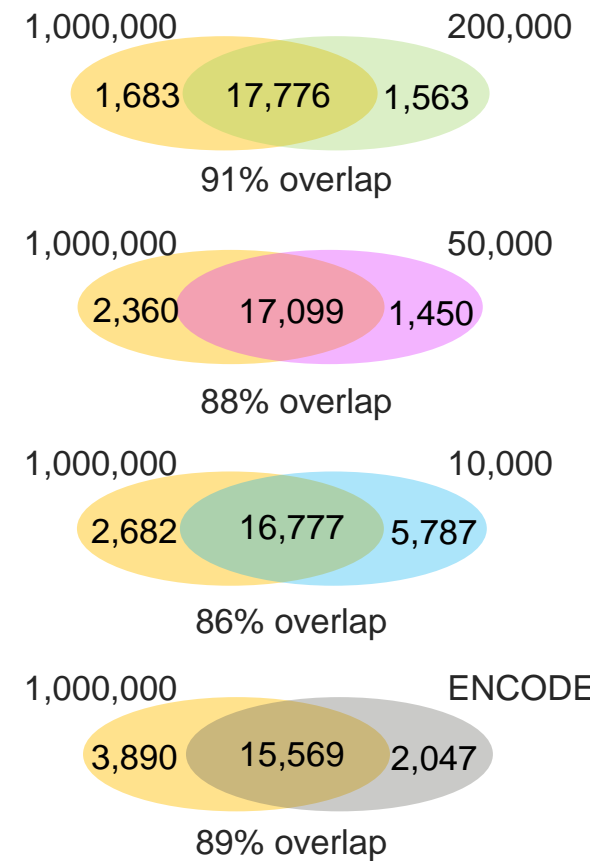 1,000,000 200,000
1,683 17,776 1,563
91% overlap
1,000,000 50,000
2,360 17,099 1,450
88% overlap
1,000,000 10,000
2,682 16,777 5,787
86% overlap
1,000,000 ENCODE
3,890 15,569 2,047
89% overlap